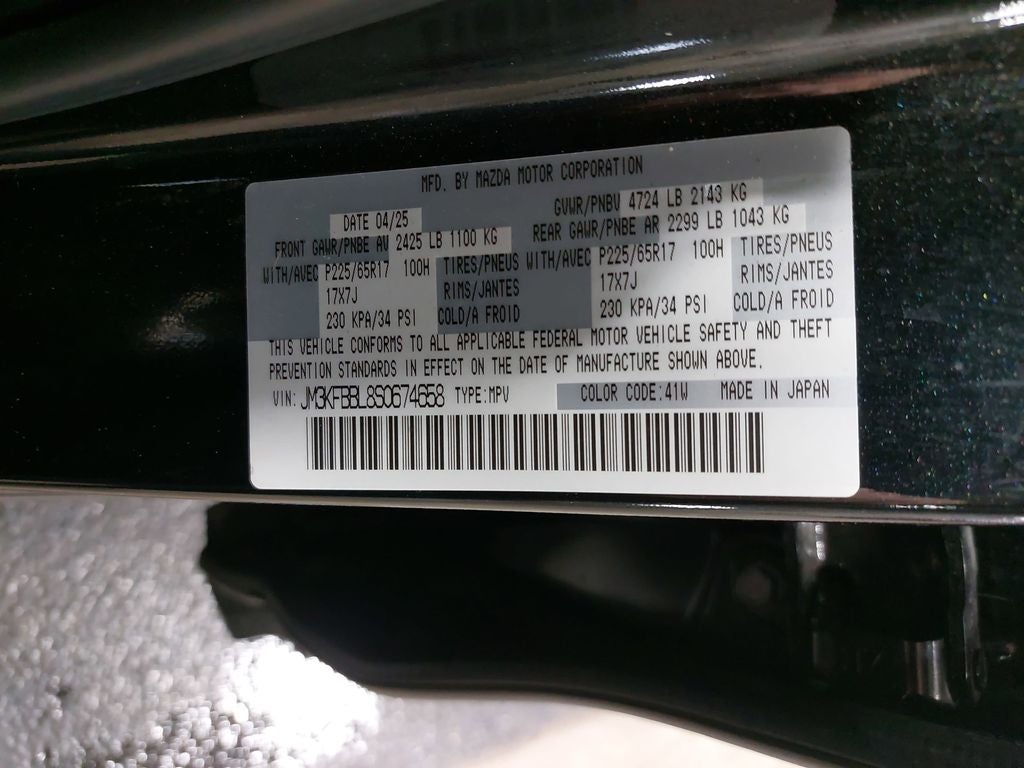 MFD. BY MAZDA MOTOR CORPORATION
DATE 04/25 GVWR/PNBV 4724 LB 2143 KG
FRONT GAWR/PNBE AV 2425 LB 1100 KG REAR GAWR/PNBE AR 2299 LB 1043 KG
WITH/AVEC P225/65R17 100H TIRES/PNEUS WITH/AVEC P225/65R17 100H TIRES/PNEUS
17X7J RIMS/JANTES 17X7J RIMS/JANTES
230 KPA/34 PSI COLD/A FROID 230 KPA/34 PSI COLD/A FROID
THIS VEHICLE CONFORMS TO ALL APPLICABLE FEDERAL MOTOR VEHICLE SAFETY AND THEFT
PREVENTION STANDARDS IN EFFECT ON THE DATE OF MANUFACTURE SHOWN ABOVE.
VIN: JM3KFBBL8S0674658 TYPE:MPV COLOR CODE:41W MADE IN JAPAN